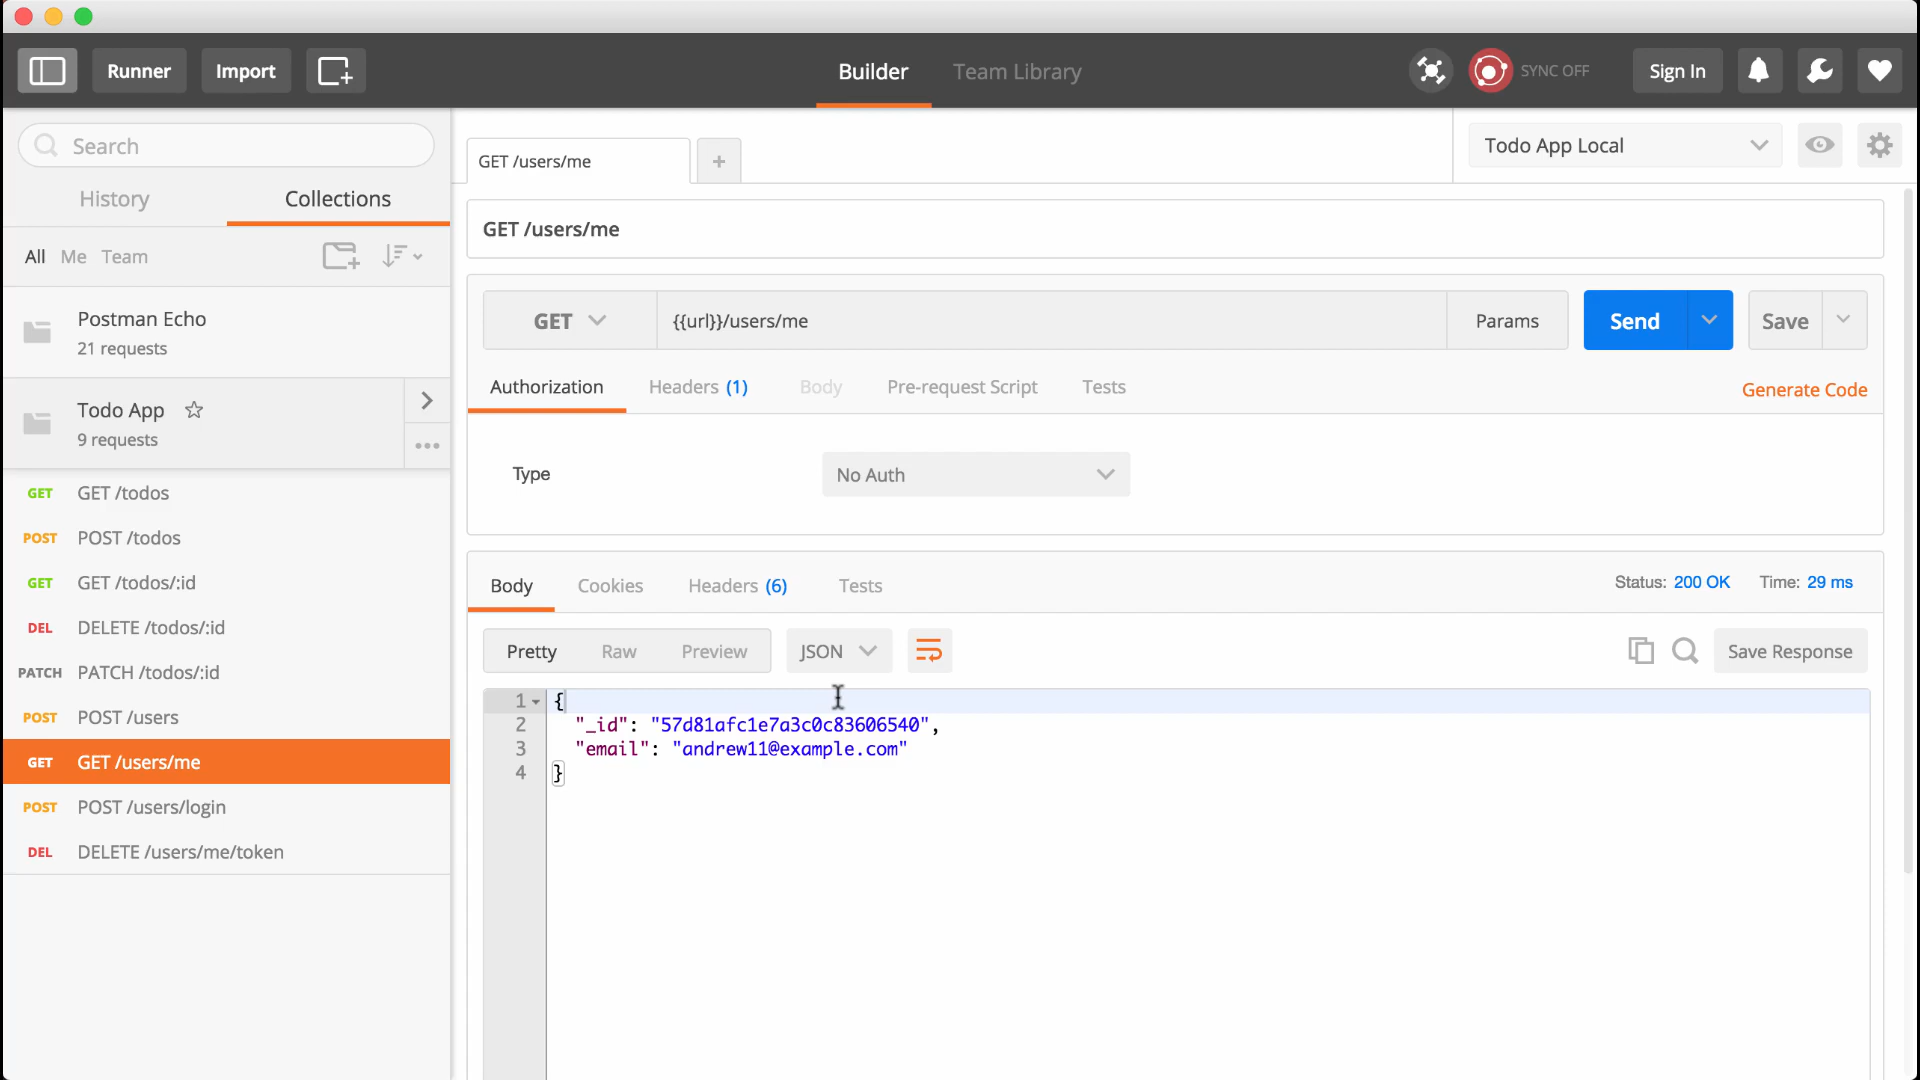 Runner
Import
Builder
Team Library
SYNC OFF
Sign In
Search
History
Collections
All Me Team
Postman Echo
21 requests
Todo App
9 requests
GET GET /todos
POST POST /todos
GET GET /todos/:id
DEL DELETE /todos/:id
PATCH PATCH /todos/:id
POST POST /users
GET GET /users/me
POST POST /users/login
DEL DELETE /users/me/token
GET /users/me
+
Todo App Local
GET /users/me
GET
{{url}}/users/me
Params
Send
Save
Authorization
Headers (1)
Body
Pre-request Script
Tests
Generate Code
Type
No Auth
Body
Cookies
Headers (6)
Tests
Status: 200 OK
Time: 29 ms
Pretty
Raw
Preview
JSON
Save Response
1 {
2 "_id": "57d81afc1e7a3c0c83606540",
3 "email": "andrew11@example.com"
4 }